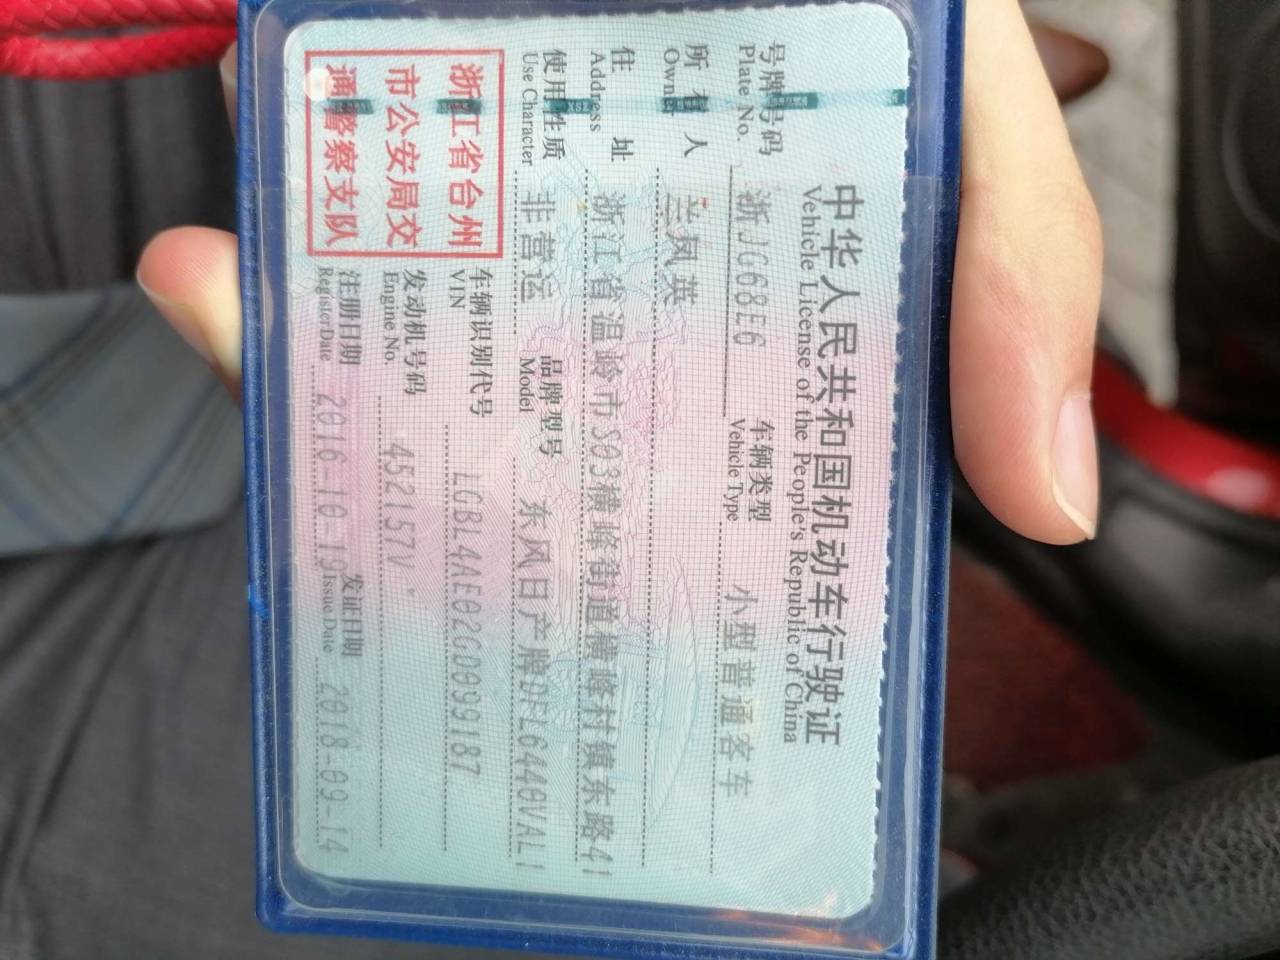 中华人民共和国机动车行驶证
Vehicle License of the People's Republic of China
号牌号码 浙JG68E6 车辆类型 小型普通客车
Plate No. Vehicle Type
所有人 兰凤英
Owner
住址 浙江省温岭市S03横峰街道横峰村镇东路41
Address
使用性质 非营运 品牌型号 东风日产牌DFL6440VAL1
Use Character Model
浙江省台州
市公安局交
通警察支队
车辆识别代号 LGBL4AE02G099187
VIN
发动机号码 452157V
Engine No.
注册日期 2016-10-19 发证日期 2018-09-14
Register Date Issue Date